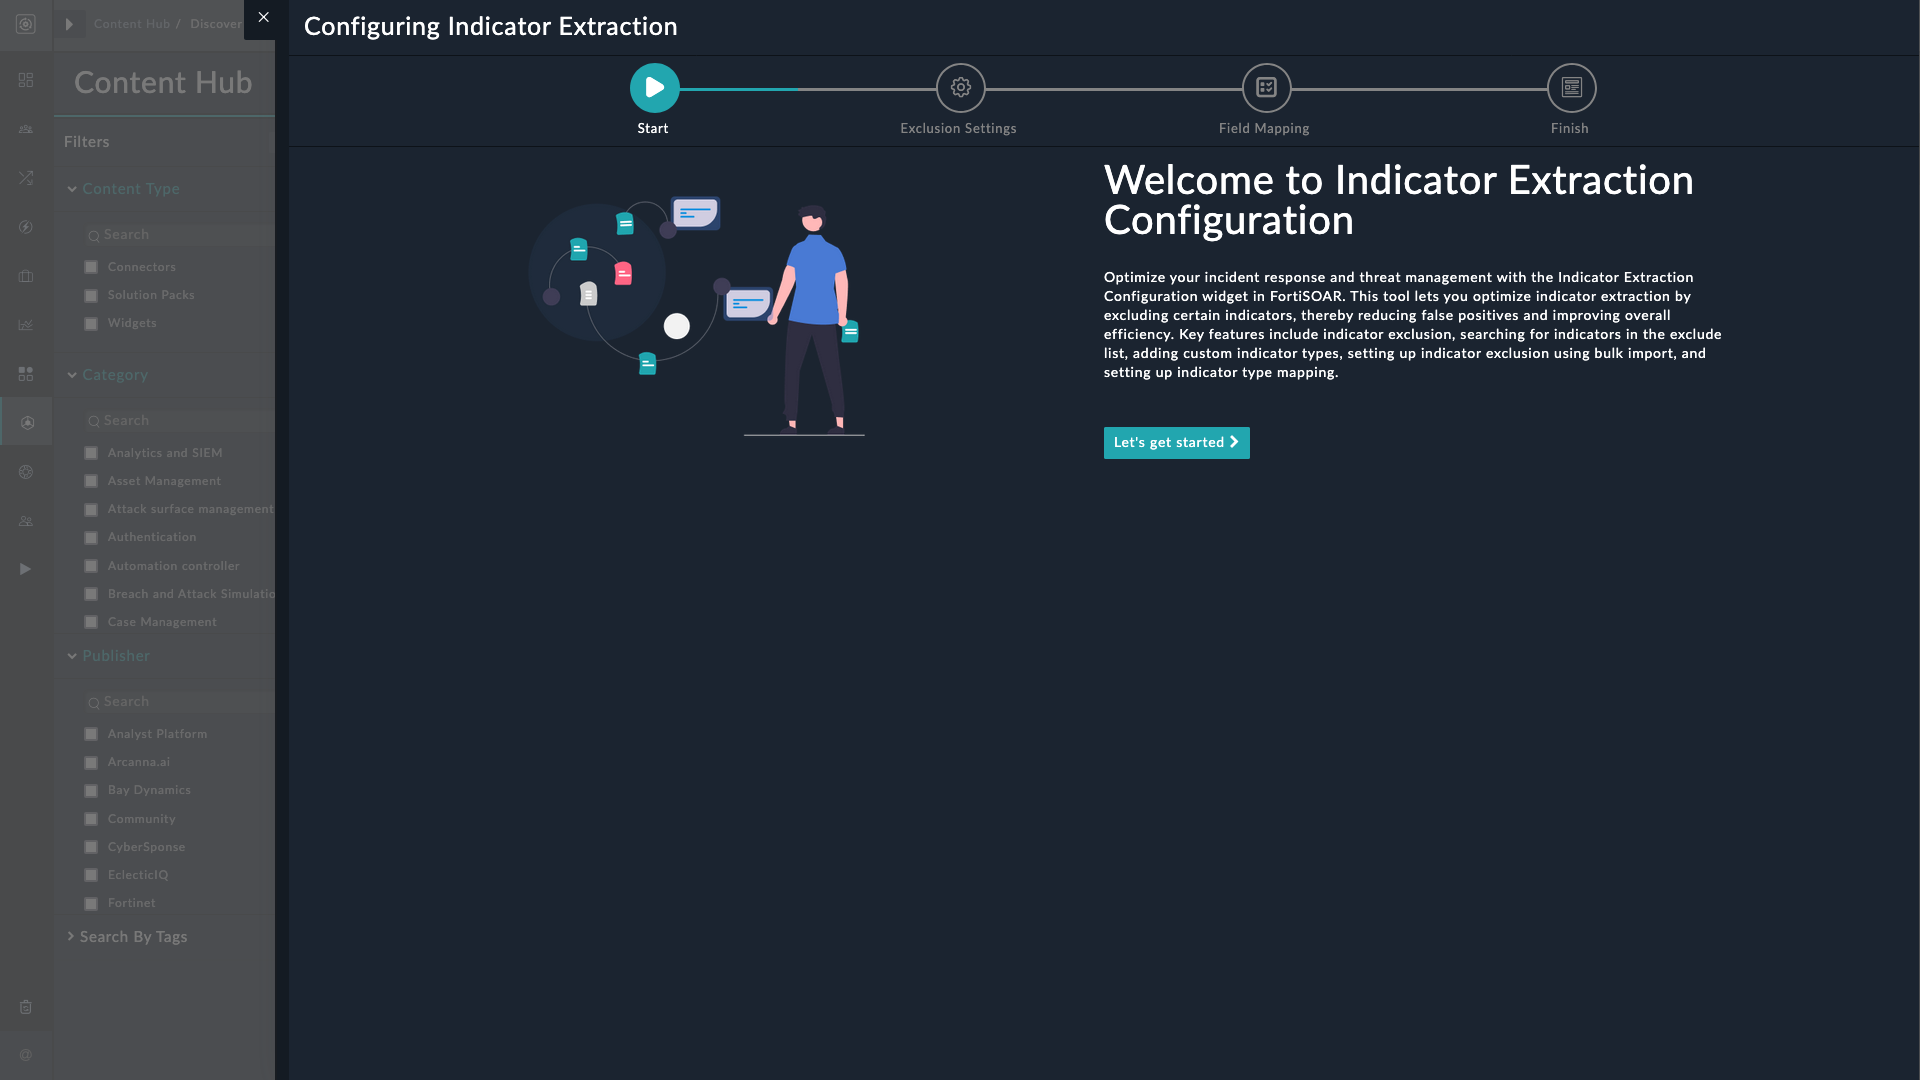 Content Hub / Discover
Content Hub
Filters
Content Type
Search
Connectors
Solution Packs
Widgets
Category
Search
Analytics and SIEM
Asset Management
Attack surface management
Authentication
Automation controller
Breach and Attack Simulatio
Case Management
Publisher
Search
Analyst Platform
Arcanna.ai
Bay Dynamics
Community
CyberSponse
EclecticIQ
Fortinet
Search By Tags
Configuring Indicator Extraction
Start
Exclusion Settings
Field Mapping
Finish
Welcome to Indicator Extraction
Configuration
Optimize your incident response and threat management with the Indicator Extraction
Configuration widget in FortiSOAR. This tool lets you optimize indicator extraction by
excluding certain indicators, thereby reducing false positives and improving overall
efficiency. Key features include indicator exclusion, searching for indicators in the exclude
list, adding custom indicator types, setting up indicator exclusion using bulk import, and
setting up indicator type mapping.
Let's get started